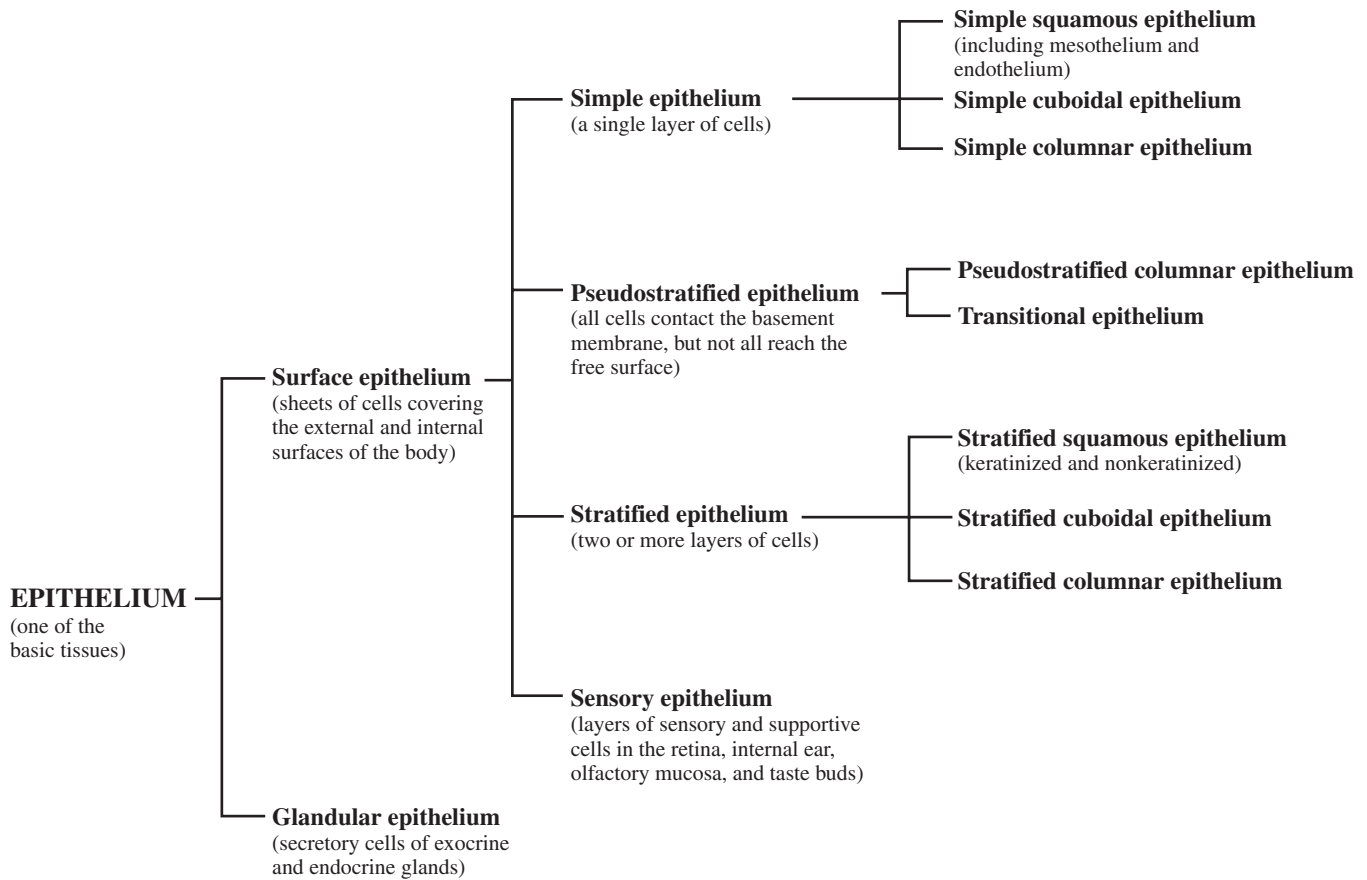 EPITHELIUM
(one of the
basic tissues)
Surface epithelium
(sheets of cells covering
the external and internal
surfaces of the body)
Glandular epithelium
(secretory cells of exocrine
and endocrine glands)
Simple epithelium
(a single layer of cells)
Pseudostratified epithelium
(all cells contact the basement
membrane, but not all reach the
free surface)
Stratified epithelium
(two or more layers of cells)
Sensory epithelium
(layers of sensory and supportive
cells in the retina, internal ear,
olfactory mucosa, and taste buds)
Simple squamous epithelium
(including mesothelium and
endothelium)
Simple cuboidal epithelium
Simple columnar epithelium
Pseudostratified columnar epithelium
Transitional epithelium
Stratified squamous epithelium
(keratinized and nonkeratinized)
Stratified cuboidal epithelium
Stratified columnar epithelium